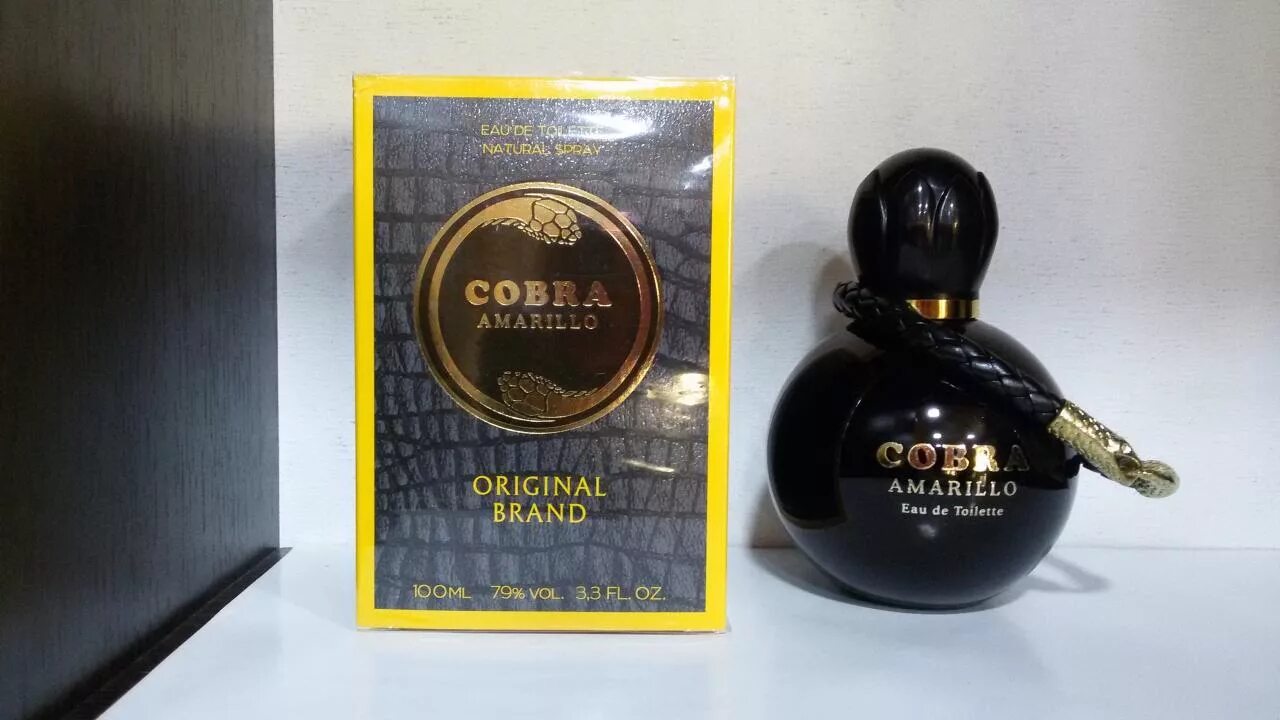 EAU DE TOILETTE
NATURAL SPRAY
COBRA
AMARILLO
ORIGINAL
BRAND
100ML 79% VOL. 3,3 FL. OZ.
COBRA
AMARILLO
Eau de Toilette